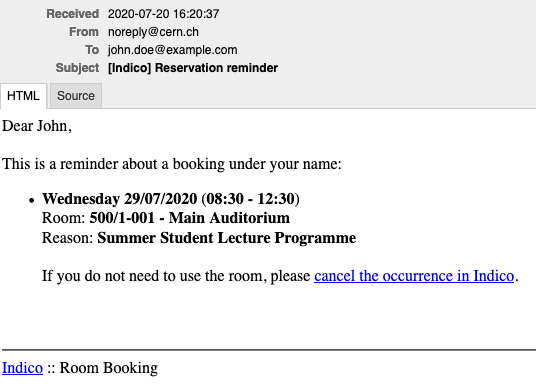 Received 2020-07-20 16:20:37
From noreply@cern.ch
To john.doe@example.com
Subject [Indico] Reservation reminder
HTML Source
Dear John,
This is a reminder about a booking under your name:
• Wednesday 29/07/2020 (08:30 - 12:30)
Room: 500/1-001 - Main Auditorium
Reason: Summer Student Lecture Programme
If you do not need to use the room, please cancel the occurrence in Indico.
Indico :: Room Booking